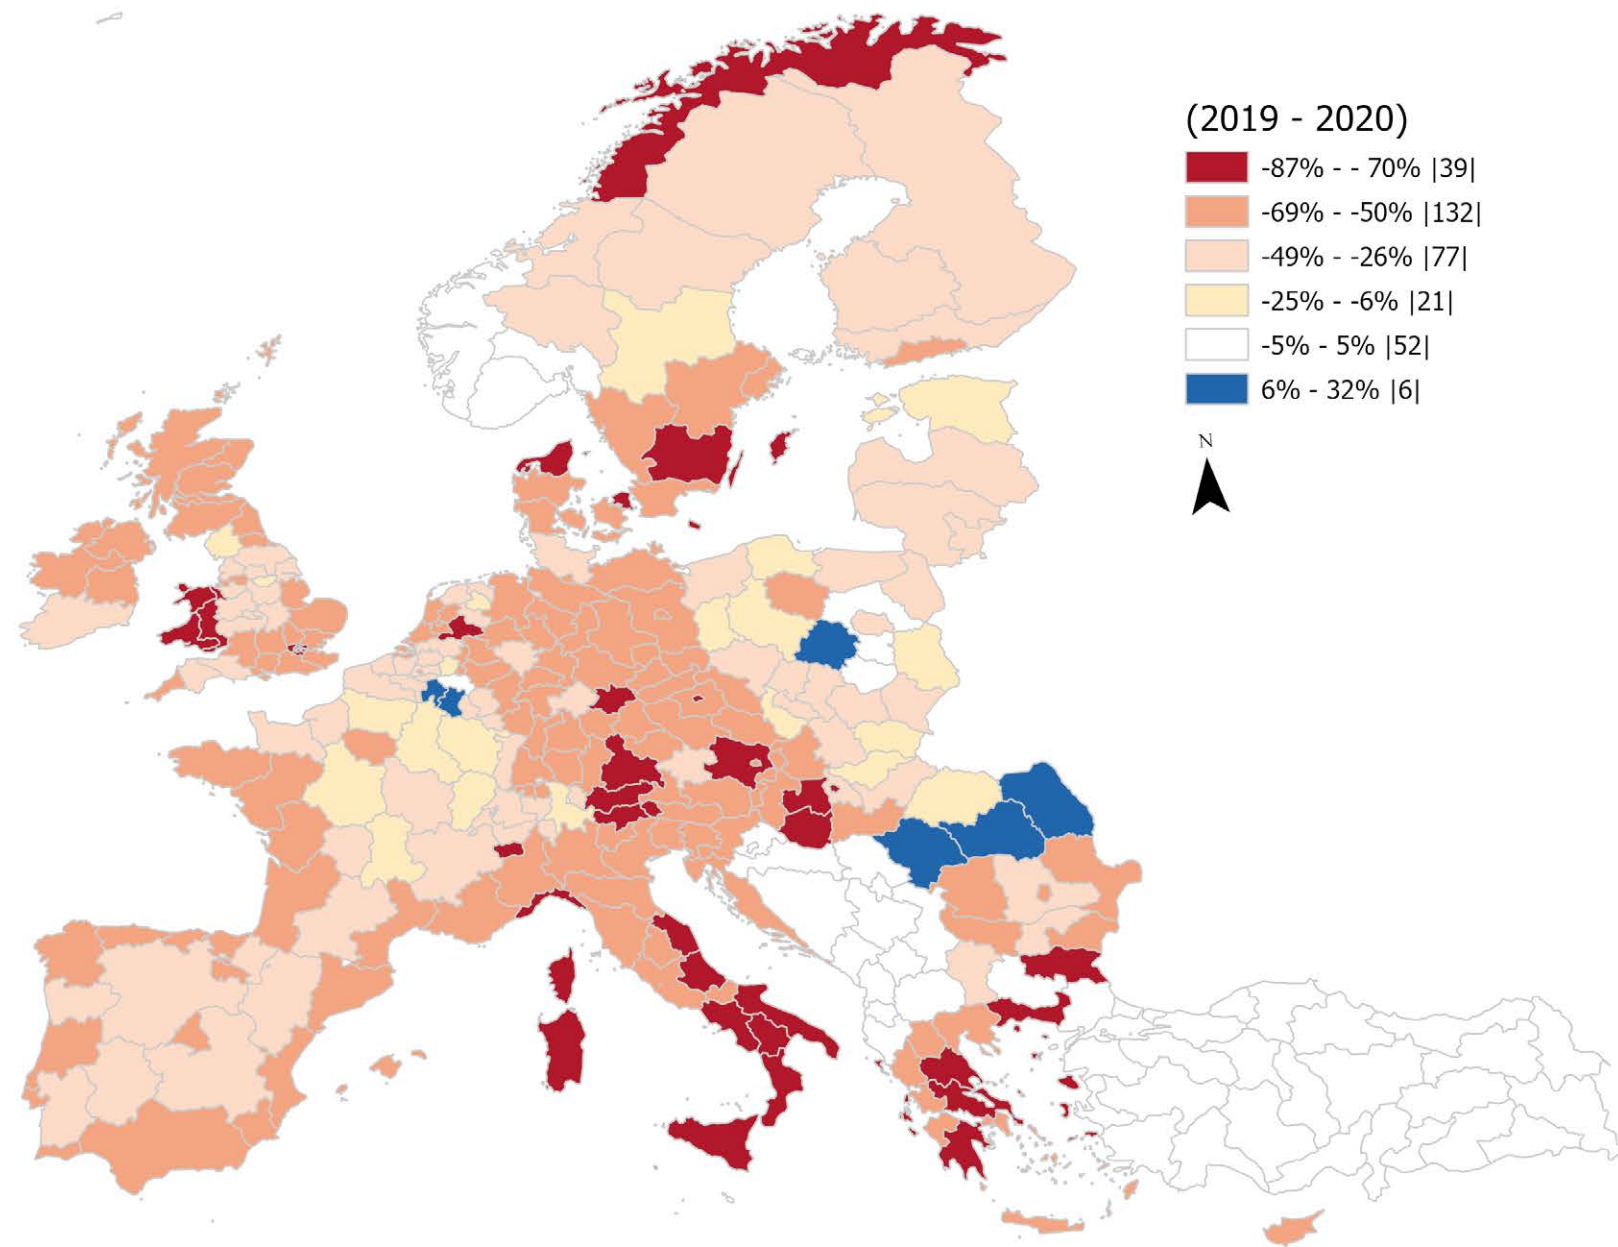 (2019 - 2020)
-87% - - 70% |39|
-69% - -50% |132|
-49% - -26% |77|
-25% - -6% |21|
-5% - 5% |52|
6% - 32% |6|
N